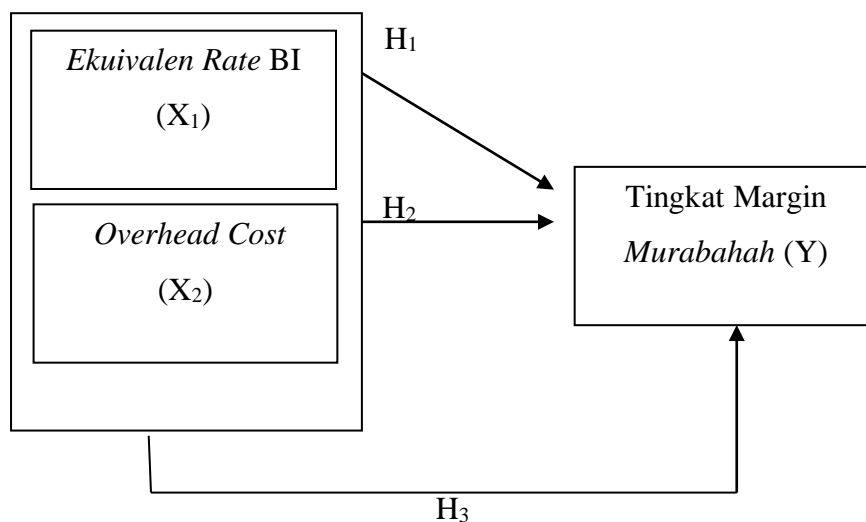 H₁
Ekuivalen Rate BI
(X₁)
H₂
Overhead Cost
(X₂)
Tingkat Margin
Murabahah (Y)
H₃